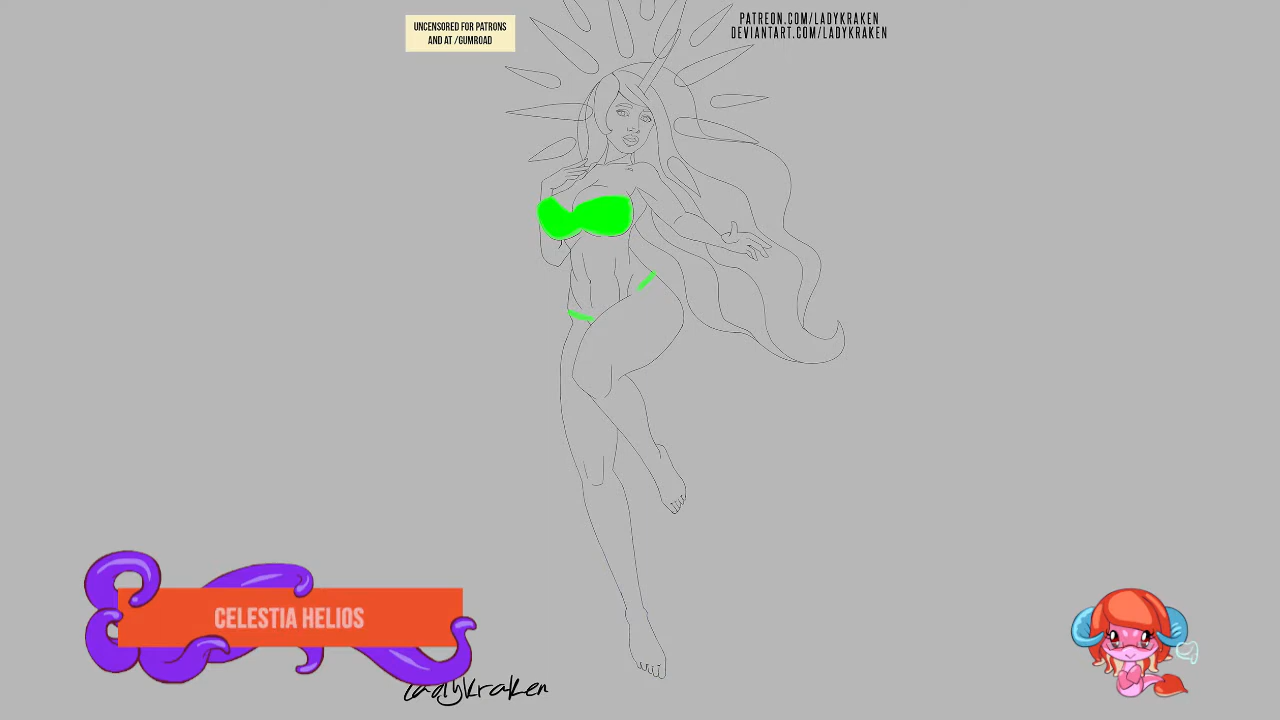 UNCENSORED FOR PATRONS
AND AT /GUMROAD
PATREON.COM/LADYKRAKEN
DEVIANTART.COM/LADYKRAKEN
CELESTIA HELIOS
ladykraken